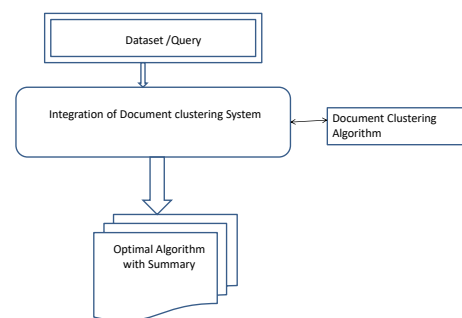 Dataset /Query
Integration of Document clustering System
Document Clustering
Algorithm
Optimal Algorithm
with Summary